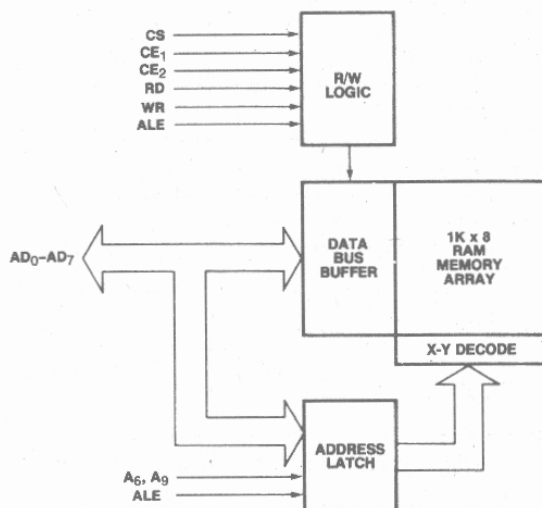 CS
CE1
CE2
RD
WR
ALE
R/W
LOGIC
AD0–AD7
DATA
BUS
BUFFER
1K x 8
RAM
MEMORY
ARRAY
X-Y DECODE
ADDRESS
LATCH
A6, A9
ALE